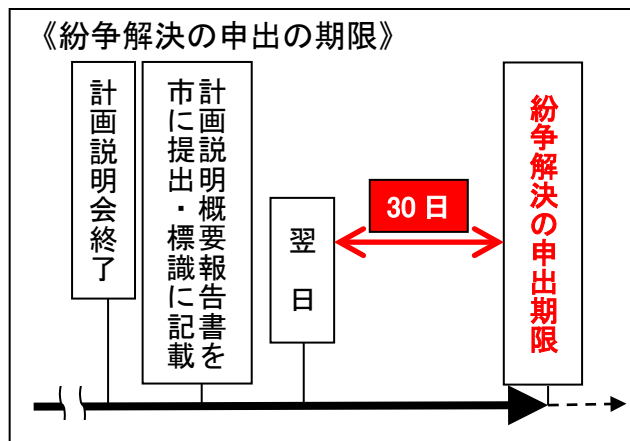 《紛争解決の申出の期限》
計画説明会終了
計画説明概要報告書を
市に提出・標識に記載
翌日
30日
紛争解決の申出期限